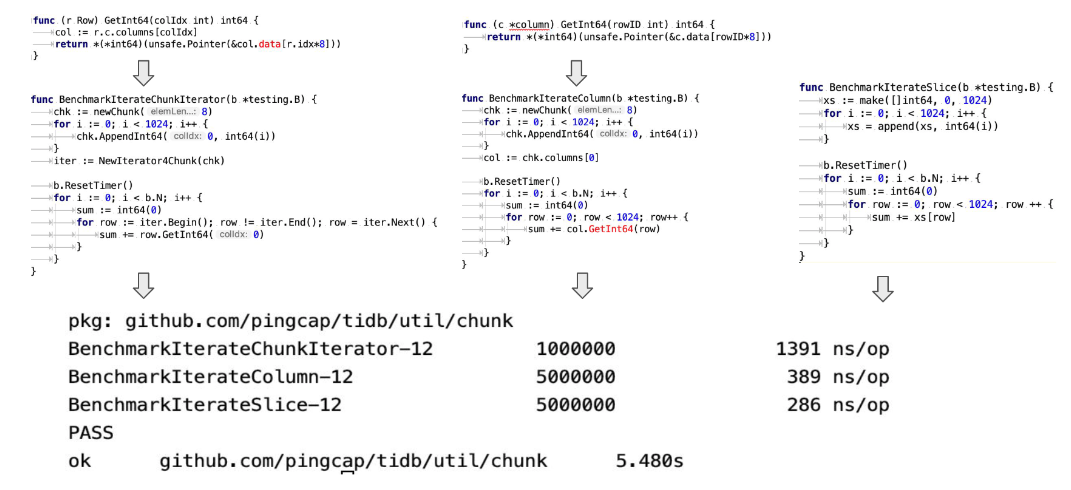 func (r Row) GetInt64(colIdx int) int64 {
col := r.c.columns[colIdx]
return *(*int64)(unsafe.Pointer(&col.data[r.idx*8]))
}
func BenchmarkIterateChunkIterator(b *testing.B) {
chk := newChunk( elemLen...: 8)
for i := 0; i < 1024; i++ {
chk.AppendInt64( colIdx: 0, int64(i))
}
iter := NewIterator4Chunk(chk)
b.ResetTimer()
for i := 0; i < b.N; i++ {
sum := int64(0)
for row := iter.Begin(); row != iter.End(); row = iter.Next() {
sum += row.GetInt64( colIdx: 0)
}
}
}
func (c *column) GetInt64(rowID int) int64 {
return *(*int64)(unsafe.Pointer(&c.data[rowID*8]))
}
func BenchmarkIterateColumn(b *testing.B) {
chk := newChunk( elemLen...: 8)
for i := 0; i < 1024; i++ {
chk.AppendInt64( colIdx: 0, int64(i))
}
col := chk.columns[0]
b.ResetTimer()
for i := 0; i < b.N; i++ {
sum := int64(0)
for row := 0; row < 1024; row++ {
sum += col.GetInt64(row)
}
}
}
func BenchmarkIterateSlice(b *testing.B) {
xs := make([]int64, 0, 1024)
for i := 0; i < 1024; i++ {
xs = append(xs, int64(i))
}
b.ResetTimer()
for i := 0; i < b.N; i++ {
sum := int64(0)
for row := 0; row < 1024; row ++ {
sum += xs[row]
}
}
}
pkg: github.com/pingcap/tidb/util/chunk
BenchmarkIterateChunkIterator-12 1000000 1391 ns/op
BenchmarkIterateColumn-12 5000000 389 ns/op
BenchmarkIterateSlice-12 5000000 286 ns/op
PASS
ok github.com/pingcap/tidb/util/chunk 5.480s